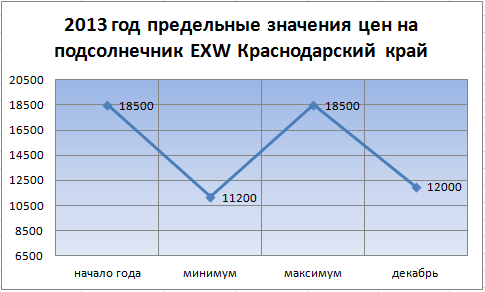 2013 год предельные значения цен на
подсолнечник EXW Краснодарский край
20500
18500
16500
14500
12500
10500
8500
6500
18500
11200
18500
12000
начало года
минимум
максимум
декабрь